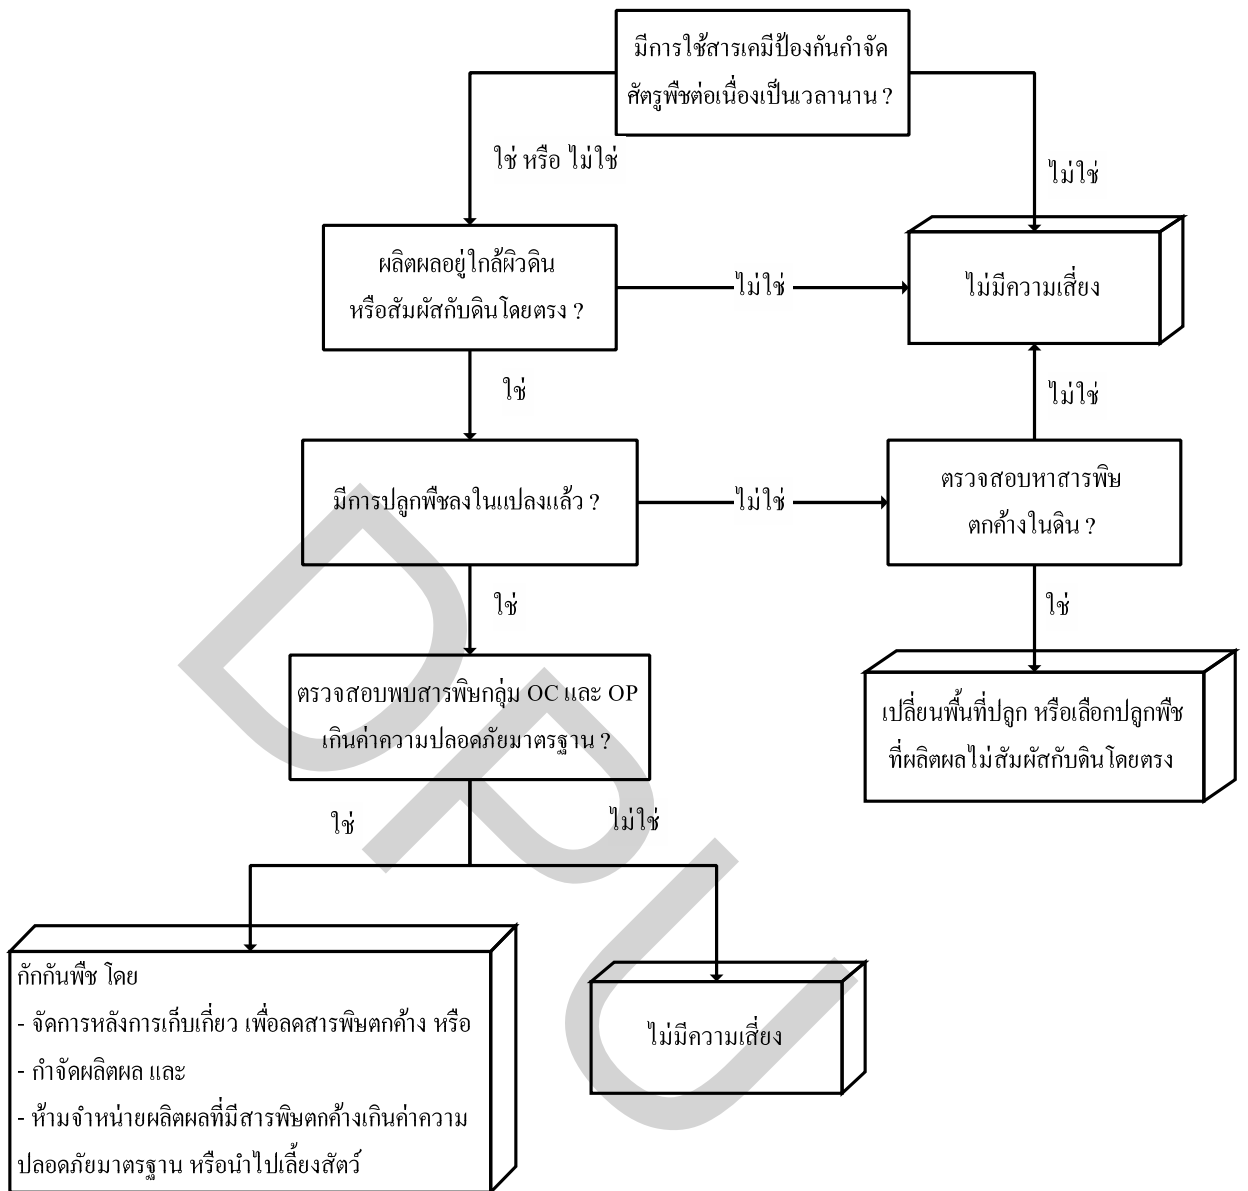 มีการใช้สารเคมีป้องกันกำจัด
ศัตรูพืชต่อเนื่องเป็นเวลานาน ?
ใช่ หรือ ไม่ใช่
ไม่ใช่
ผลิตผลอยู่ใกล้ผิวดิน
หรือสัมผัสกับดินโดยตรง ?
ไม่ใช่
ไม่มีความเสี่ยง
ใช่
ไม่ใช่
มีการปลูกพืชลงในแปลงแล้ว ?
ไม่ใช่
ตรวจสอบหาสารพิษ
ตกค้างในดิน ?
ใช่
ใช่
ตรวจสอบพบสารพิษกลุ่ม OC และ OP
เกินค่าความปลอดภัยมาตรฐาน ?
เปลี่ยนพื้นที่ปลูก หรือเลือกปลูกพืช
ที่ผลิตผลไม่สัมผัสกับดินโดยตรง
ใช่
ไม่ใช่
กักกันพืช โดย
- จัดการหลังการเก็บเกี่ยว เพื่อลดสารพิษตกค้าง หรือ
- กำจัดผลิตผล และ
- ห้ามจำหน่ายผลิตผลที่มีสารพิษตกค้างเกินค่าความ
ปลอดภัยมาตรฐาน หรือนำไปเลี้ยงสัตว์
ไม่มีความเสี่ยง
DPU